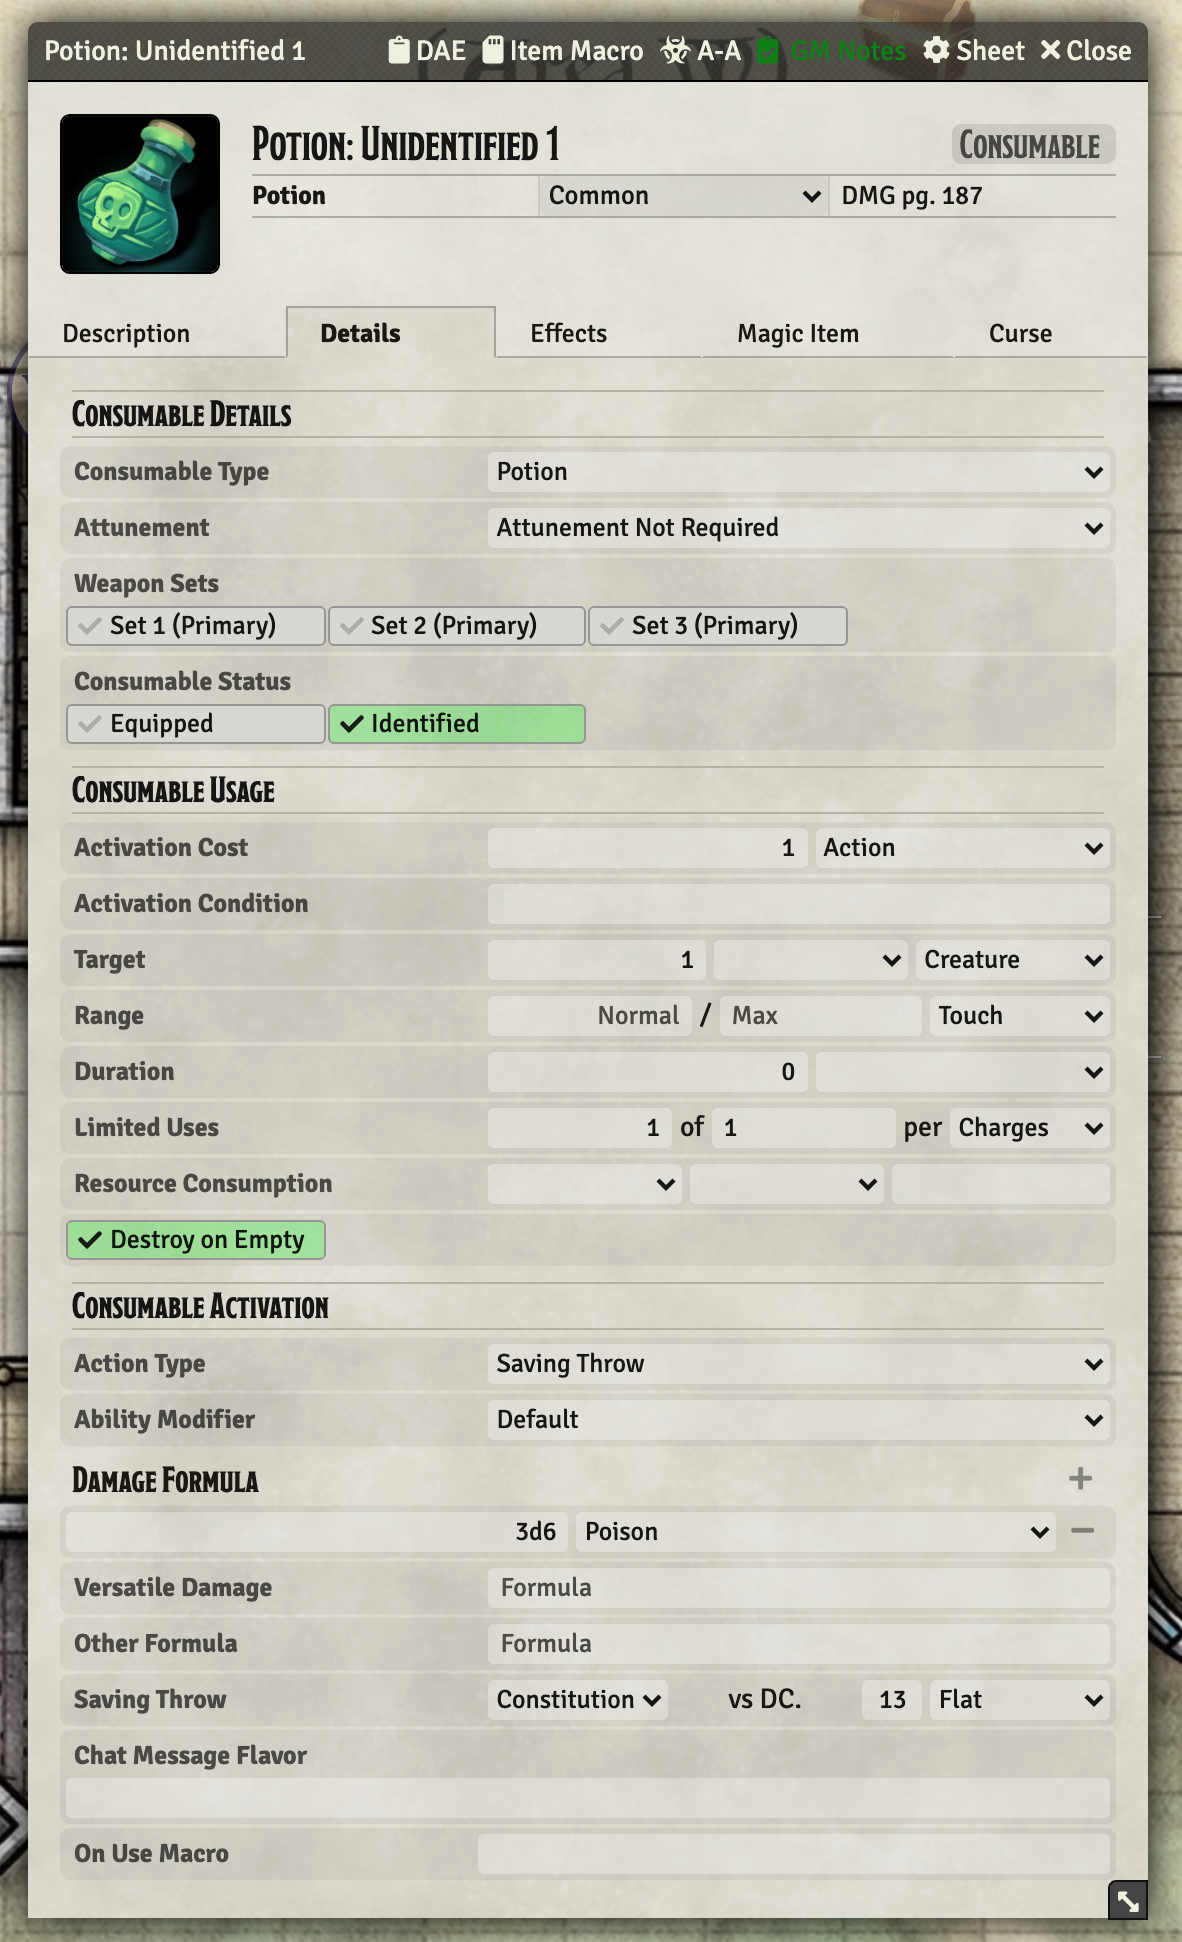 Potion: Unidentified 1 DAE Item Macro A-A GM Notes Sheet Close
Potion: Unidentified 1 Consumable
Potion Common DMG pg. 187
Description Details Effects Magic Item Curse
Consumable Details
Consumable Type Potion
Attunement Attunement Not Required
Weapon Sets
Set 1 (Primary) Set 2 (Primary) Set 3 (Primary)
Consumable Status
Equipped Identified
Consumable Usage
Activation Cost 1 Action
Activation Condition
Target 1 Creature
Range Normal / Max Touch
Duration 0
Limited Uses 1 of 1 per Charges
Resource Consumption
Destroy on Empty
Consumable Activation
Action Type Saving Throw
Ability Modifier Default
Damage Formula
3d6 Poison
Versatile Damage Formula
Other Formula Formula
Saving Throw Constitution vs DC. 13 Flat
Chat Message Flavor
On Use Macro